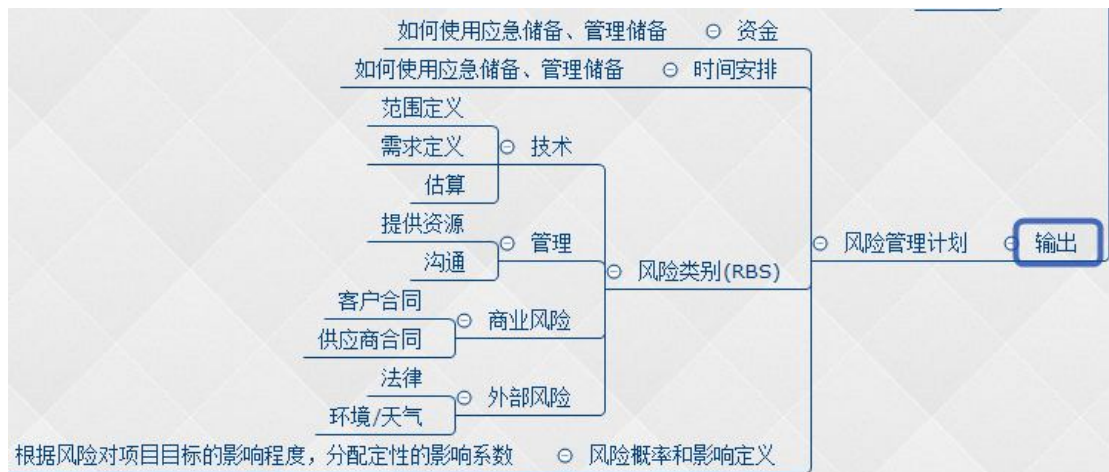 如何使用应急储备、管理储备 资金
如何使用应急储备、管理储备 时间安排
范围定义
需求定义 技术
估算
提供资源
管理
沟通
风险类别(RBS)
风险管理计划 输出
客户合同
商业风险
供应商合同
法律
外部风险
环境/天气
根据风险对项目目标的影响程度，分配定性的影响系数 风险概率和影响定义